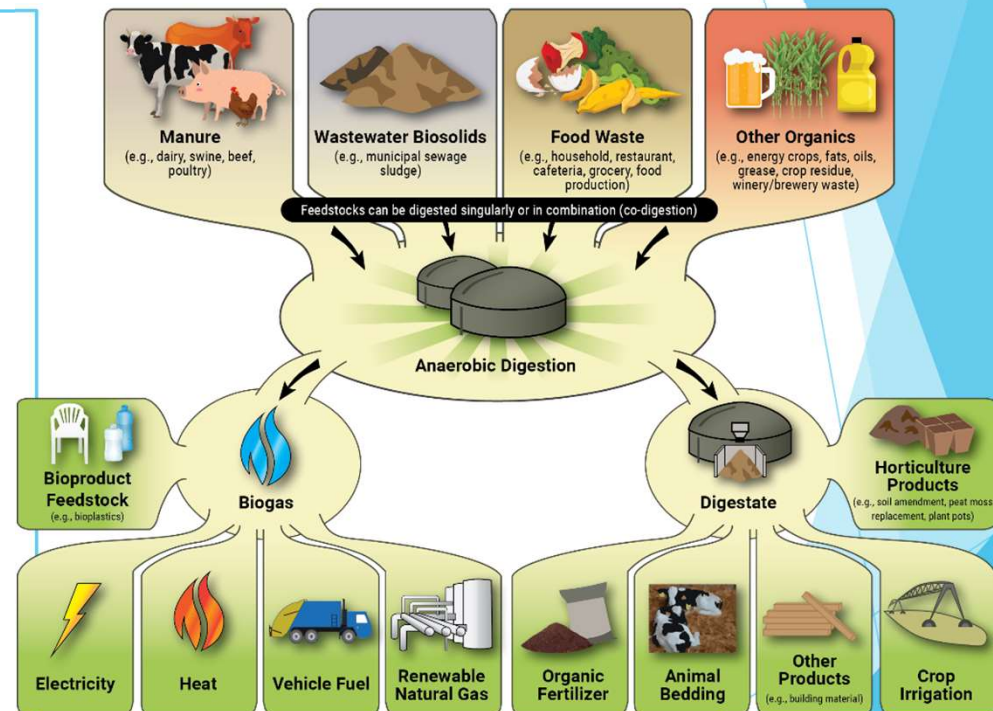 Manure
(e.g., dairy, swine, beef,
poultry)
Wastewater Biosolids
(e.g., municipal sewage
sludge)
Food Waste
(e.g., household, restaurant,
cafeteria, grocery, food
production)
Other Organics
(e.g., energy crops, fats, oils,
grease, crop residue,
winery/brewery waste)
Feedstocks can be digested singularly or in combination (co-digestion)
Anaerobic Digestion
Bioproduct
Feedstock
(e.g., bioplastics)
Biogas
Digestate
Horticulture
Products
(e.g., soil amendment, peat moss
replacement, plant pots)
Electricity
Heat
Vehicle Fuel
Renewable
Natural Gas
Organic
Fertilizer
Animal
Bedding
Other
Products
(e.g., building material)
Crop
Irrigation